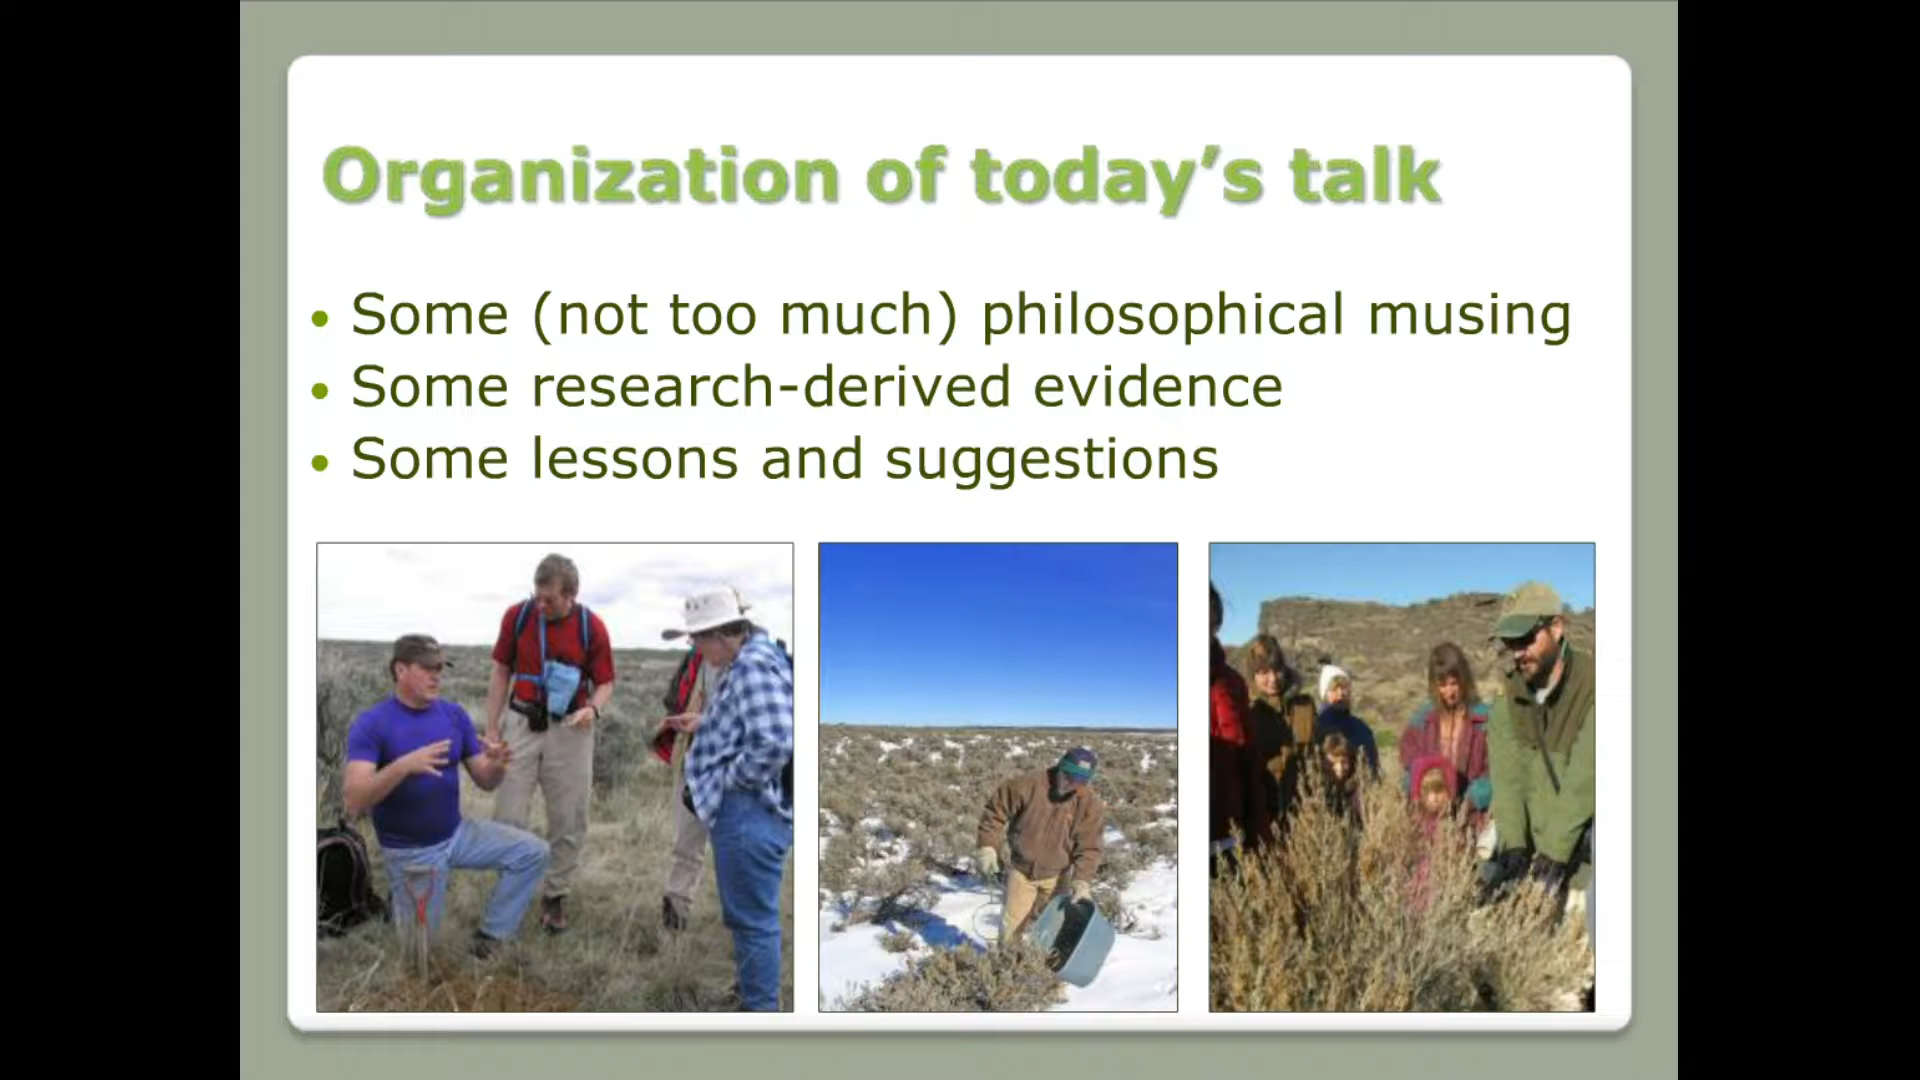 Organization of today’s talk
• Some (not too much) philosophical musing
• Some research-derived evidence
• Some lessons and suggestions